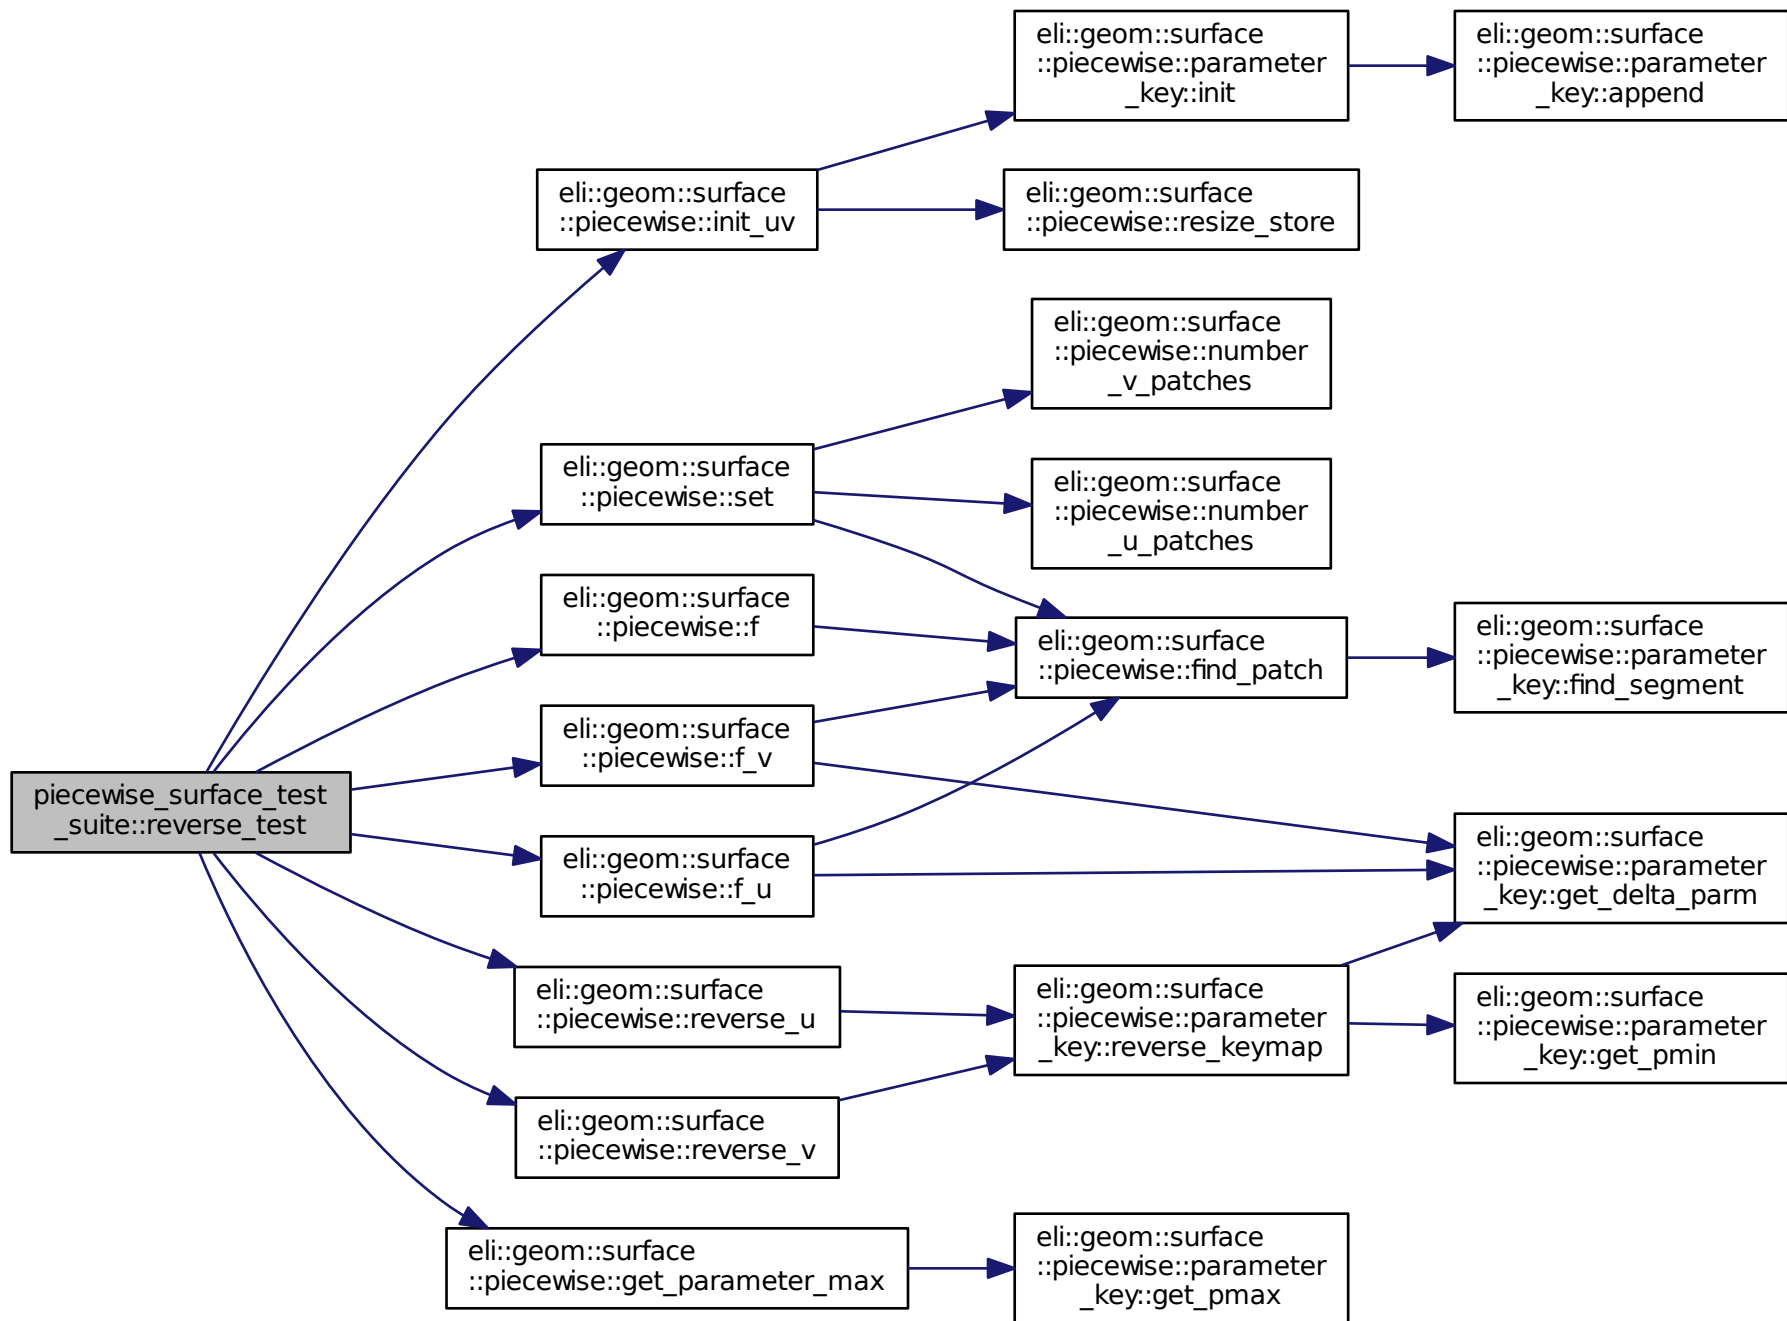 eli::geom::surface
::piecewise::parameter
_key::init
eli::geom::surface
::piecewise::parameter
_key::append
eli::geom::surface
::piecewise::init_uv
eli::geom::surface
::piecewise::resize_store
eli::geom::surface
::piecewise::number
_v_patches
eli::geom::surface
::piecewise::set
eli::geom::surface
::piecewise::number
_u_patches
eli::geom::surface
::piecewise::f
eli::geom::surface
::piecewise::find_patch
eli::geom::surface
::piecewise::parameter
_key::find_segment
eli::geom::surface
::piecewise::f_v
piecewise_surface_test
_suite::reverse_test
eli::geom::surface
::piecewise::f_u
eli::geom::surface
::piecewise::parameter
_key::get_delta_parm
eli::geom::surface
::piecewise::reverse_u
eli::geom::surface
::piecewise::parameter
_key::reverse_keymap
eli::geom::surface
::piecewise::parameter
_key::get_pmin
eli::geom::surface
::piecewise::reverse_v
eli::geom::surface
::piecewise::get_parameter_max
eli::geom::surface
::piecewise::parameter
_key::get_pmax